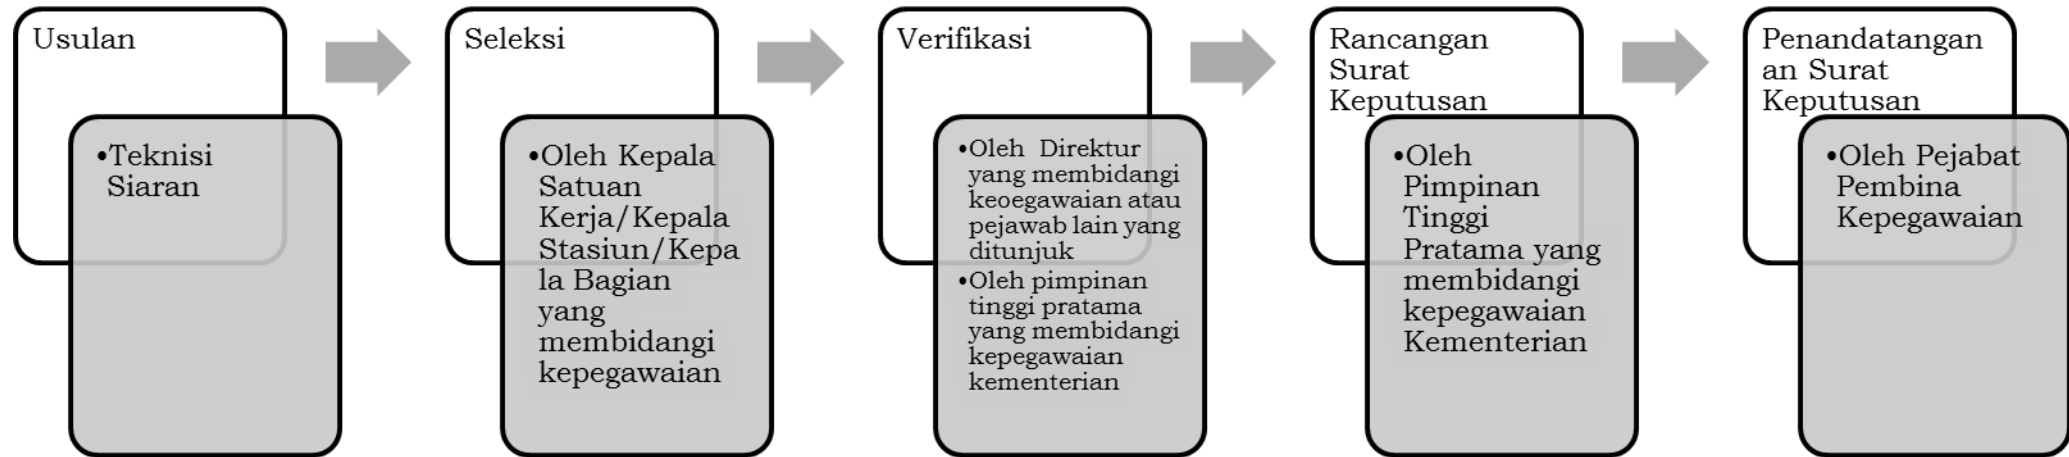 Usulan
•Teknisi
Siaran
Seleksi
•Oleh Kepala
Satuan
Kerja/Kepala
Stasiun/Kepa
la Bagian
yang
membidangi
kepegawaian
Verifikasi
•Oleh Direktur
yang membidangi
keoegawaian atau
pejawab lain yang
ditunjuk
•Oleh pimpinan
tinggi pratama
yang membidangi
kepegawaian
kementerian
Rancangan
Surat
Keputusan
•Oleh
Pimpinan
Tinggi
Pratama yang
membidangi
kepegawaian
Kementerian
Penandatangan
an Surat
Keputusan
•Oleh Pejabat
Pembina
Kepegawaian